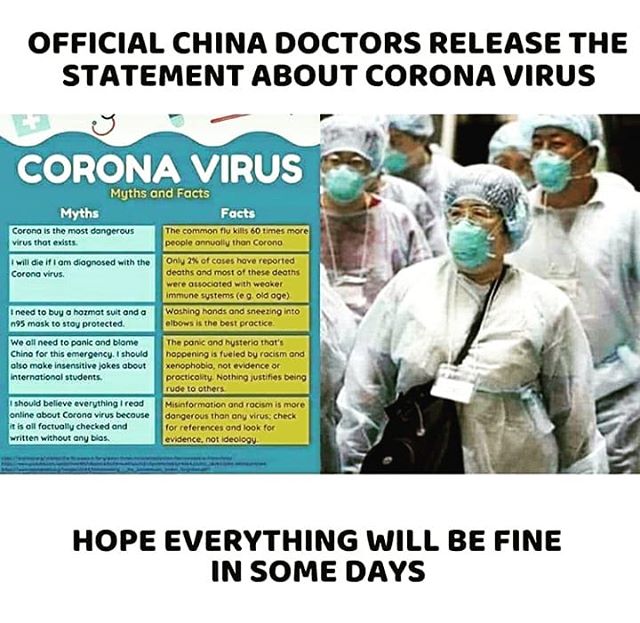 OFFICIAL CHINA DOCTORS RELEASE THE
STATEMENT ABOUT CORONA VIRUS
CORONA VIRUS
Myths and Facts
Myths
Facts
Corona is the most dangerous
virus that exists.
The common flu kills 60 times more
people annually than Corona.
I will die if I am diagnosed with the
Corona virus.
Only 2% of cases have reported
deaths and most of these deaths
were associated with weaker
immune systems (e.g. old age).
I need to buy a hazmat suit and a
n95 mask to stay protected.
Washing hands and sneezing into
elbows is the best practice.
We all need to panic and blame
China for this emergency. I should
also make insensitive jokes about
international students.
The panic and hysteria that's
happening is fueled by racism and
xenophobia, not evidence or
practicality. Nothing justifies being
rude to others.
I should believe everything I read
online about Corona virus because
it is all factually checked and
written without any bias.
Misinformation and racism is more
dangerous than any virus; check
for references and look for
evidence, not ideology.
HOPE EVERYTHING WILL BE FINE
IN SOME DAYS